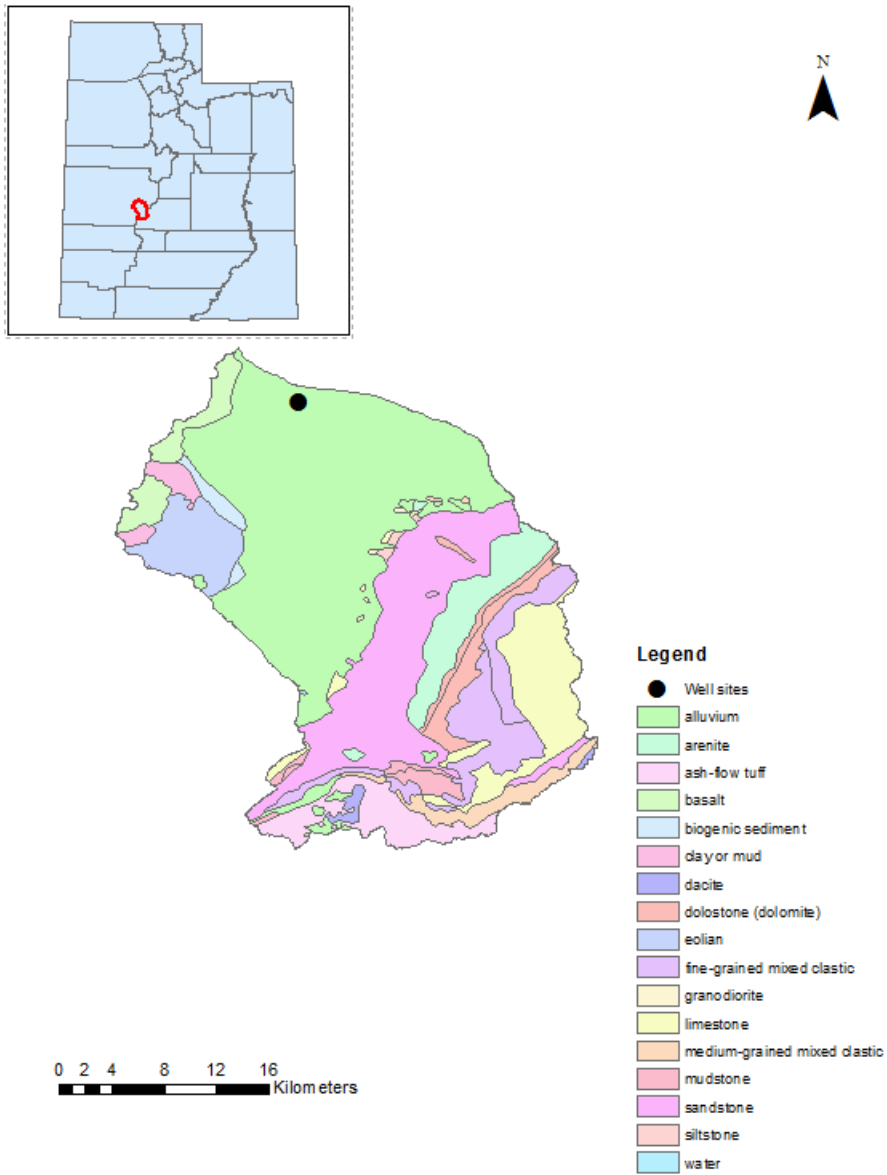 N
Legend
Well sites
alluvium
arenite
ash-flow tuff
basalt
biogenic sediment
clay or mud
dacite
dolostone (dolomite)
eolian
fine-grained mixed clastic
granodiorite
limestone
medium-grained mixed clastic
mudstone
sandstone
siltstone
water
0 2 4 8 12 16
Kilometers